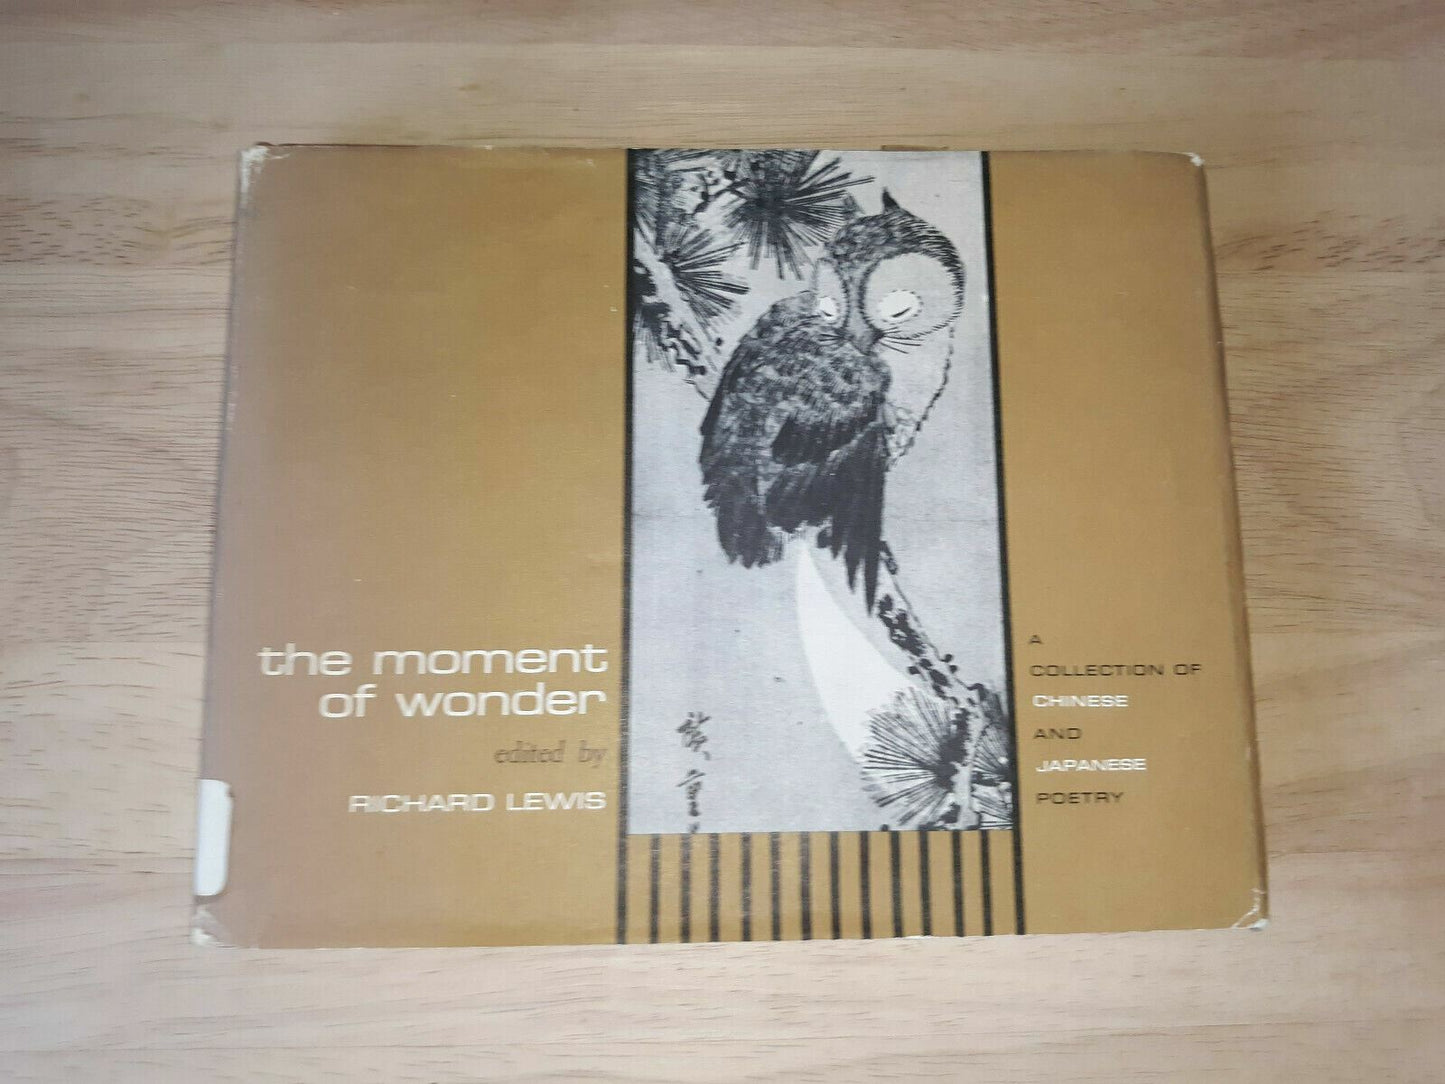 the moment
of wonder
edited by
RICHARD LEWIS
A
COLLECTION OF
CHINESE
AND
JAPANESE
POETRY